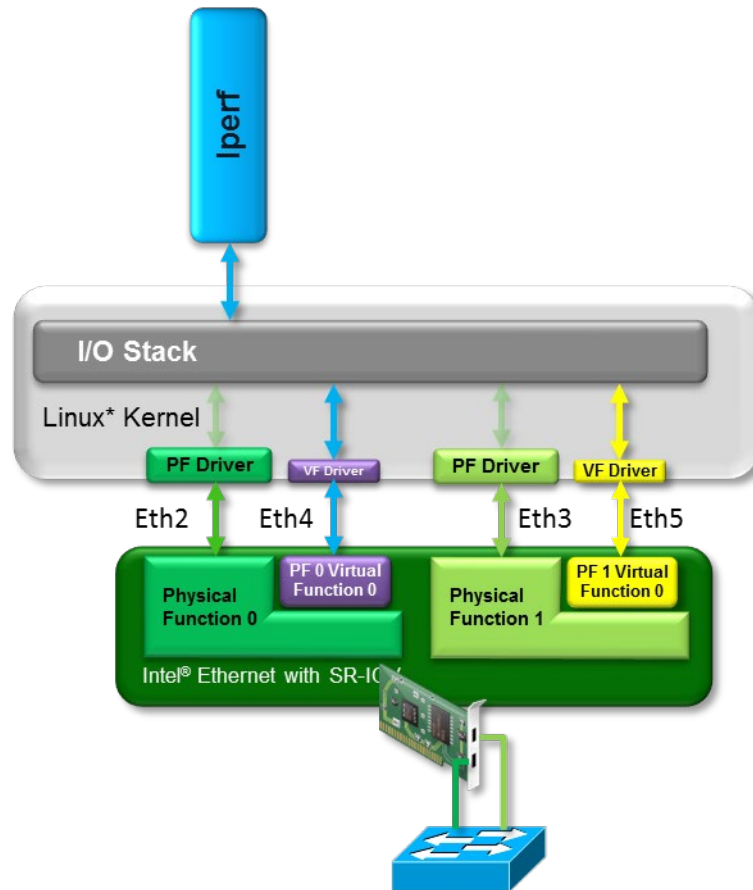 Iperf
I/O Stack
Linux* Kernel
PF Driver
VF Driver
PF Driver
VF Driver
Eth2
Eth4
Eth3
Eth5
Physical
Function 0
PF 0 Virtual
Function 0
Physical
Function 1
PF 1 Virtual
Function 0
Intel® Ethernet with SR-IO